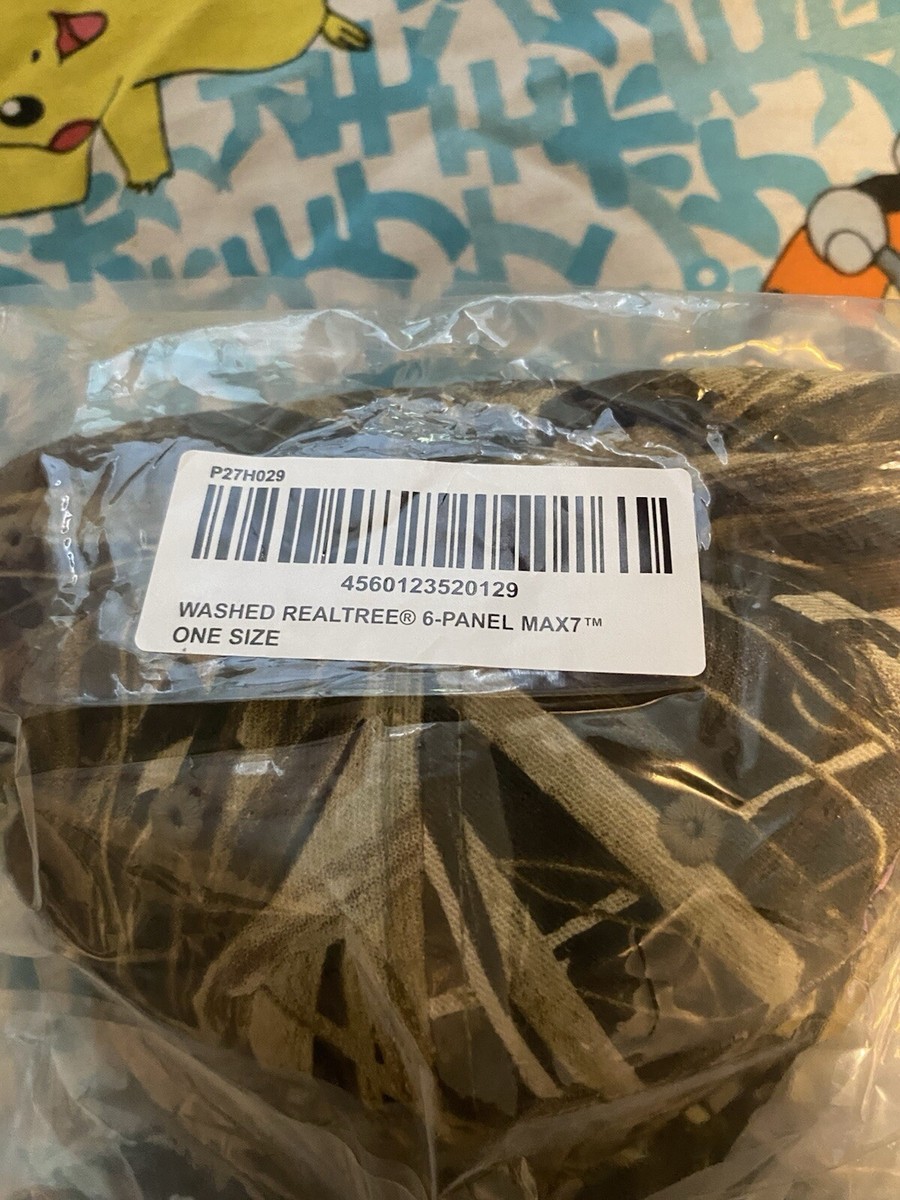 P27H029
4560123520129
WASHED REALTREE® 6-PANEL MAX7™
ONE SIZE